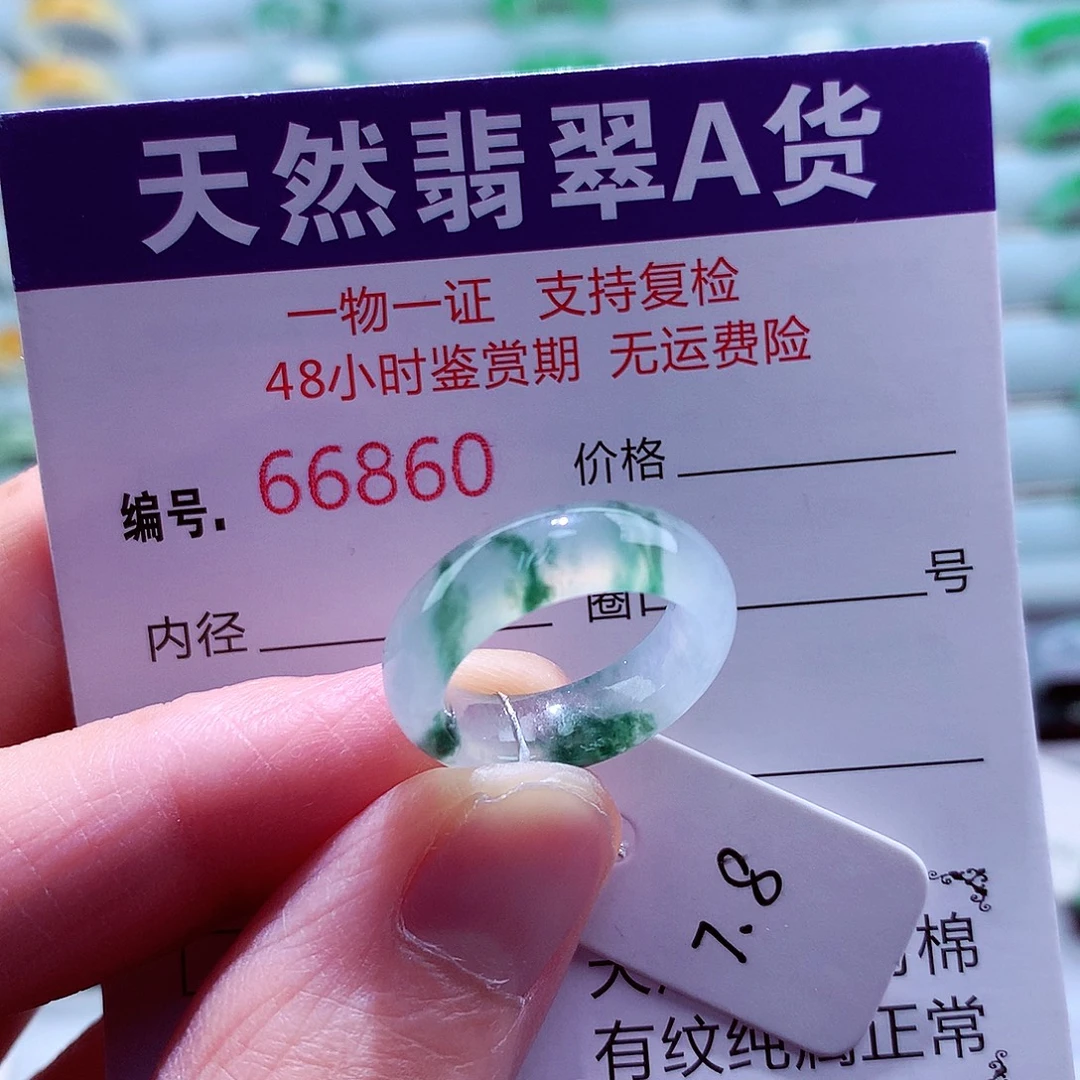 天然翡翠A货
一物一证 支持复检
48小时鉴赏期 无运费险
编号. 66860 价格
内径 圈口 号
7.8
棉
有纹纯属正常